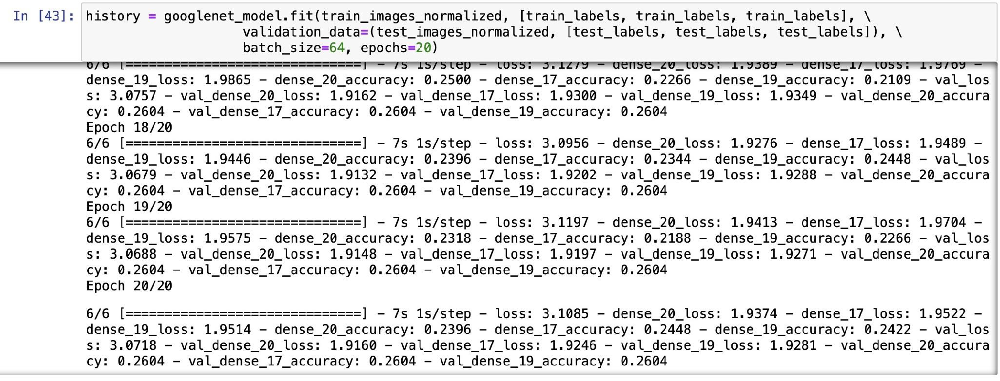 In [43]: history = googlenet_model.fit(train_images_normalized, [train_labels, train_labels, train_labels], \
validation_data=(test_images_normalized, [test_labels, test_labels, test_labels]), \
batch_size=64, epochs=20)
6/6 [==============================] - 7s 1s/step - loss: 3.1279 - dense_20_loss: 1.9389 - dense_17_loss: 1.9769 -
dense_19_loss: 1.9865 - dense_20_accuracy: 0.2500 - dense_17_accuracy: 0.2266 - dense_19_accuracy: 0.2109 - val_los
s: 3.0757 - val_dense_20_loss: 1.9162 - val_dense_17_loss: 1.9300 - val_dense_19_loss: 1.9349 - val_dense_20_accura
cy: 0.2604 - val_dense_17_accuracy: 0.2604 - val_dense_19_accuracy: 0.2604
Epoch 18/20
6/6 [==============================] - 7s 1s/step - loss: 3.0956 - dense_20_loss: 1.9276 - dense_17_loss: 1.9489 -
dense_19_loss: 1.9446 - dense_20_accuracy: 0.2396 - dense_17_accuracy: 0.2344 - dense_19_accuracy: 0.2448 - val_los
s: 3.0679 - val_dense_20_loss: 1.9132 - val_dense_17_loss: 1.9202 - val_dense_19_loss: 1.9288 - val_dense_20_accura
cy: 0.2604 - val_dense_17_accuracy: 0.2604 - val_dense_19_accuracy: 0.2604
Epoch 19/20
6/6 [==============================] - 7s 1s/step - loss: 3.1197 - dense_20_loss: 1.9413 - dense_17_loss: 1.9704 -
dense_19_loss: 1.9575 - dense_20_accuracy: 0.2318 - dense_17_accuracy: 0.2188 - dense_19_accuracy: 0.2266 - val_los
s: 3.0688 - val_dense_20_loss: 1.9148 - val_dense_17_loss: 1.9197 - val_dense_19_loss: 1.9271 - val_dense_20_accura
cy: 0.2604 - val_dense_17_accuracy: 0.2604 - val_dense_19_accuracy: 0.2604
Epoch 20/20
6/6 [==============================] - 7s 1s/step - loss: 3.1085 - dense_20_loss: 1.9374 - dense_17_loss: 1.9522 -
dense_19_loss: 1.9514 - dense_20_accuracy: 0.2396 - dense_17_accuracy: 0.2448 - dense_19_accuracy: 0.2422 - val_los
s: 3.0718 - val_dense_20_loss: 1.9160 - val_dense_17_loss: 1.9246 - val_dense_19_loss: 1.9281 - val_dense_20_accura
cy: 0.2604 - val_dense_17_accuracy: 0.2604 - val_dense_19_accuracy: 0.2604